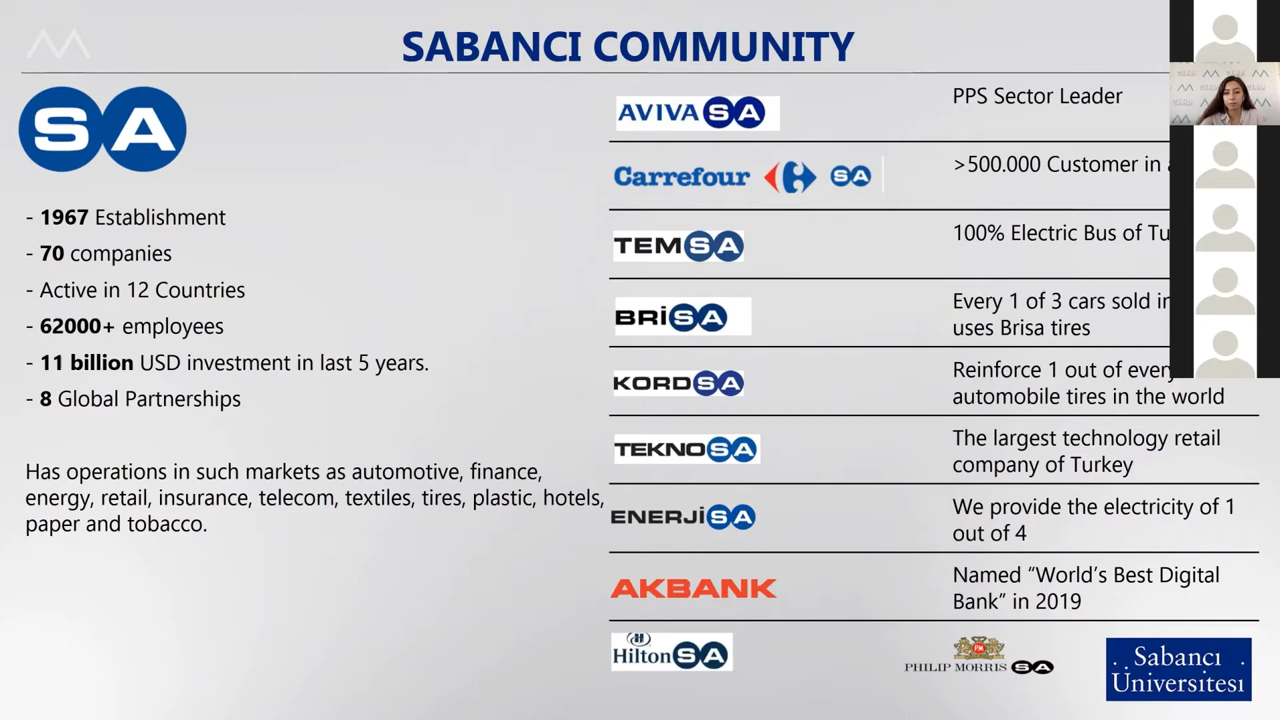 SABANCI COMMUNITY
SA
- 1967 Establishment
- 70 companies
- Active in 12 Countries
- 62000+ employees
- 11 billion USD investment in last 5 years.
- 8 Global Partnerships
Has operations in such markets as automotive, finance,
energy, retail, insurance, telecom, textiles, tires, plastic, hotels,
paper and tobacco.
AVIVASA
PPS Sector Leader
Carrefour SA
>500.000 Customer in
TEMSA
100% Electric Bus of
BRiSA
Every 1 of 3 cars sold in
uses Brisa tires
KORDSA
Reinforce 1 out of every
automobile tires in the world
TEKNOSA
The largest technology retail
company of Turkey
ENERJiSA
We provide the electricity of 1
out of 4
AKBANK
Named “World’s Best Digital
Bank” in 2019
H
HiltonSA
PM
PHILIP MORRIS SA
Sabancı
Üniversitesi